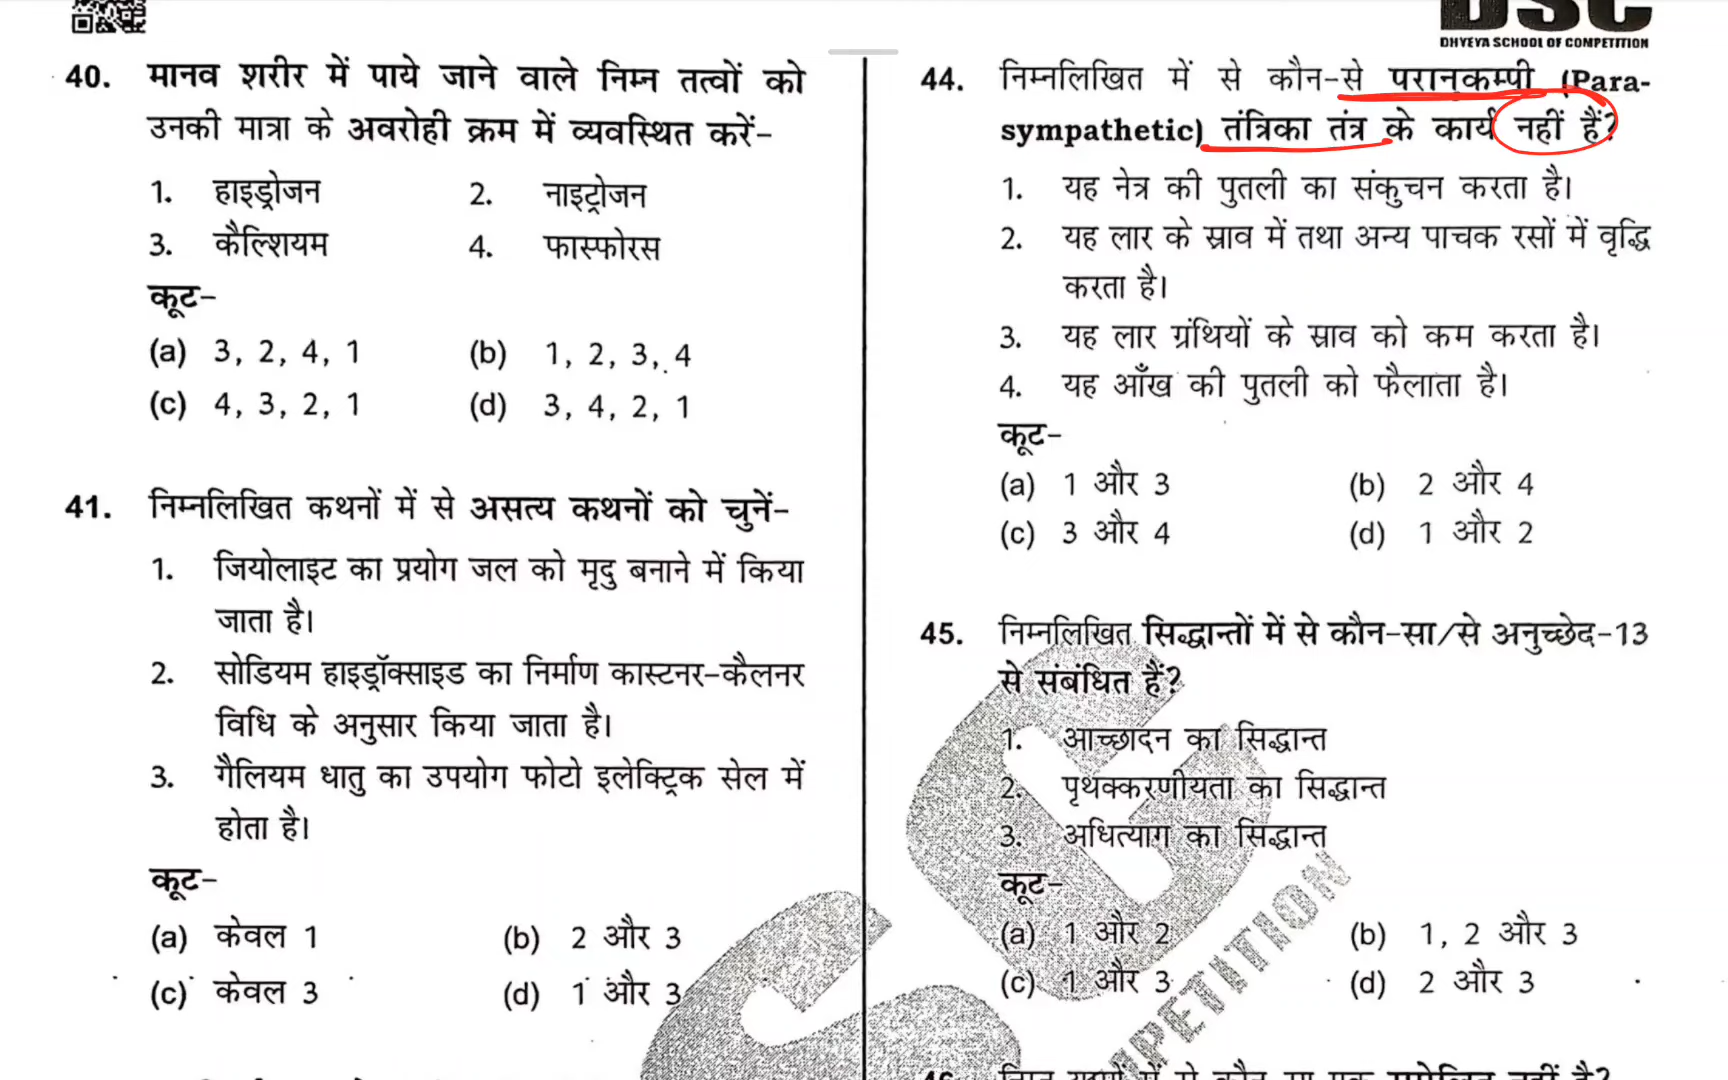 DSC
DHYEYA SCHOOL OF COMPETITION
40. मानव शरीर में पाये जाने वाले निम्न तत्वों को
उनकी मात्रा के अवरोही क्रम में व्यवस्थित करें–
1. हाइड्रोजन 2. नाइट्रोजन
3. कैल्शियम 4. फास्फोरस
कूट–
(a) 3, 2, 4, 1 (b) 1, 2, 3, 4
(c) 4, 3, 2, 1 (d) 3, 4, 2, 1
41. निम्नलिखित कथनों में से असत्य कथनों को चुनें–
1. जियोलाइट का प्रयोग जल को मृदु बनाने में किया
जाता है।
2. सोडियम हाइड्रॉक्साइड का निर्माण कास्टनर–कैलनर
विधि के अनुसार किया जाता है।
3. गैलियम धातु का उपयोग फोटो इलेक्ट्रिक सेल में
होता है।
कूट–
(a) केवल 1 (b) 2 और 3
(c) केवल 3 (d) 1 और 3
44. निम्नलिखित में से कौन-से परानुकम्पी (Para-
sympathetic) तंत्रिका तंत्र के कार्य नहीं हैं?
1. यह नेत्र की पुतली का संकुचन करता है।
2. यह लार के स्राव में तथा अन्य पाचक रसों में वृद्धि
करता है।
3. यह लार ग्रंथियों के स्राव को कम करता है।
4. यह आँख की पुतली को फैलाता है।
कूट–
(a) 1 और 3 (b) 2 और 4
(c) 3 और 4 (d) 1 और 2
45. निम्नलिखित सिद्धान्तों में से कौन-सा/से अनुच्छेद-13
से संबंधित हैं?
1. आच्छादन का सिद्धान्त
2. पृथक्करणीयता का सिद्धान्त
3. अधित्याग का सिद्धान्त
कूट–
(a) 1 और 2 (b) 1, 2 और 3
(c) 1 और 3 (d) 2 और 3